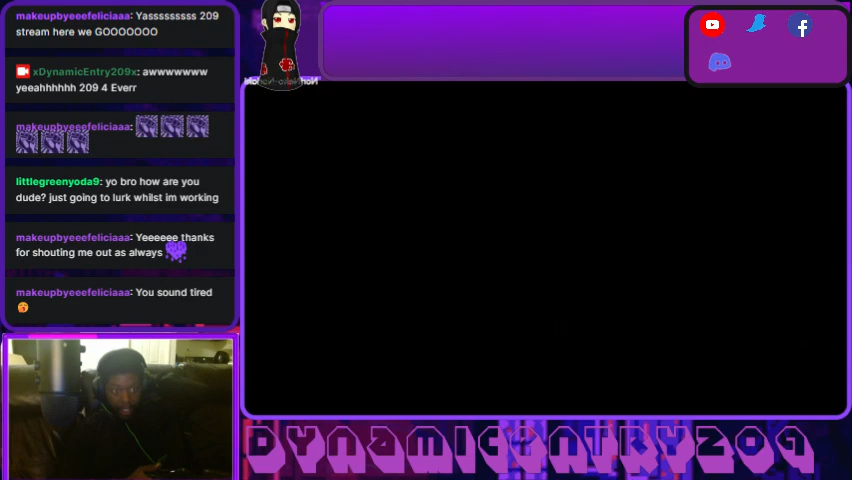 makeupbyeeefeliciaaa: Yasssssssss 209
stream here we GOOOOOOO
xDynamicEntry209x: awwwwwww
yeeahhhhhh 209 4 Everr
makeupbyeeefeliciaaa:
littlegreenyoda9: yo bro how are you
dude? just going to lurk whilst im working
makeupbyeeefeliciaaa: Yeeeeee thanks
for shouting me out as always
makeupbyeeefeliciaaa: You sound tired
DYNAMICENTRY209